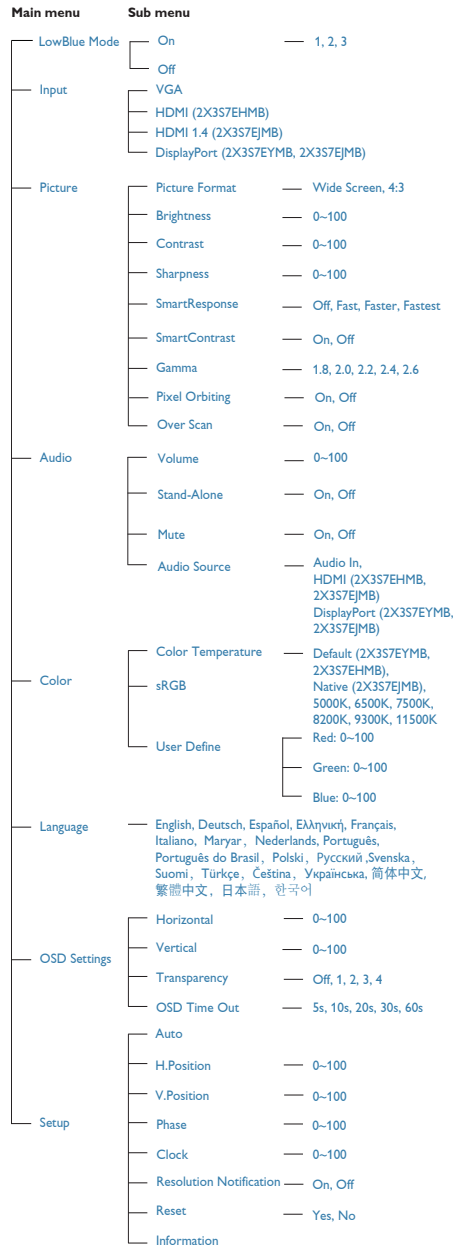 Main menu Sub menu
LowBlue Mode On 1, 2, 3
Off
Input VGA
HDMI (2X3S7EHMB)
HDMI 1.4 (2X3S7EJMB)
DisplayPort (2X3S7EYMB, 2X3S7EJMB)
Picture Picture Format Wide Screen, 4:3
Brightness 0~100
Contrast 0~100
Sharpness 0~100
SmartResponse Off, Fast, Faster, Fastest
SmartContrast On, Off
Gamma 1.8, 2.0, 2.2, 2.4, 2.6
Pixel Orbiting On, Off
Over Scan On, Off
Audio Volume 0~100
Stand-Alone On, Off
Mute On, Off
Audio Source Audio In,
HDMI (2X3S7EHMB,
2X3S7EJMB)
DisplayPort (2X3S7EYMB,
2X3S7EJMB)
Color Temperature Default (2X3S7EYMB,
2X3S7EHMB),
Color sRGB Native (2X3S7EJMB),
5000K, 6500K, 7500K
8200K, 9300K, 11500K
User Define Red: 0~100
Green: 0~100
Blue: 0~100
Language English, Deutsch, Español, Ελληνική, Français,
Italiano, Maryar, Nederlands, Português,
Português do Brasil, Polski, Русский ,Svenska,
Suomi, Türkçe, Čeština, Українська, 简体中文,
繁體中文, 日本語, 한국어
OSD Settings Horizontal 0~100
Vertical 0~100
Transparency Off, 1, 2, 3, 4
OSD Time Out 5s, 10s, 20s, 30s, 60s
Setup Auto
H.Position 0~100
V.Position 0~100
Phase 0~100
Clock 0~100
Resolution Notification On, Off
Reset Yes, No
Information